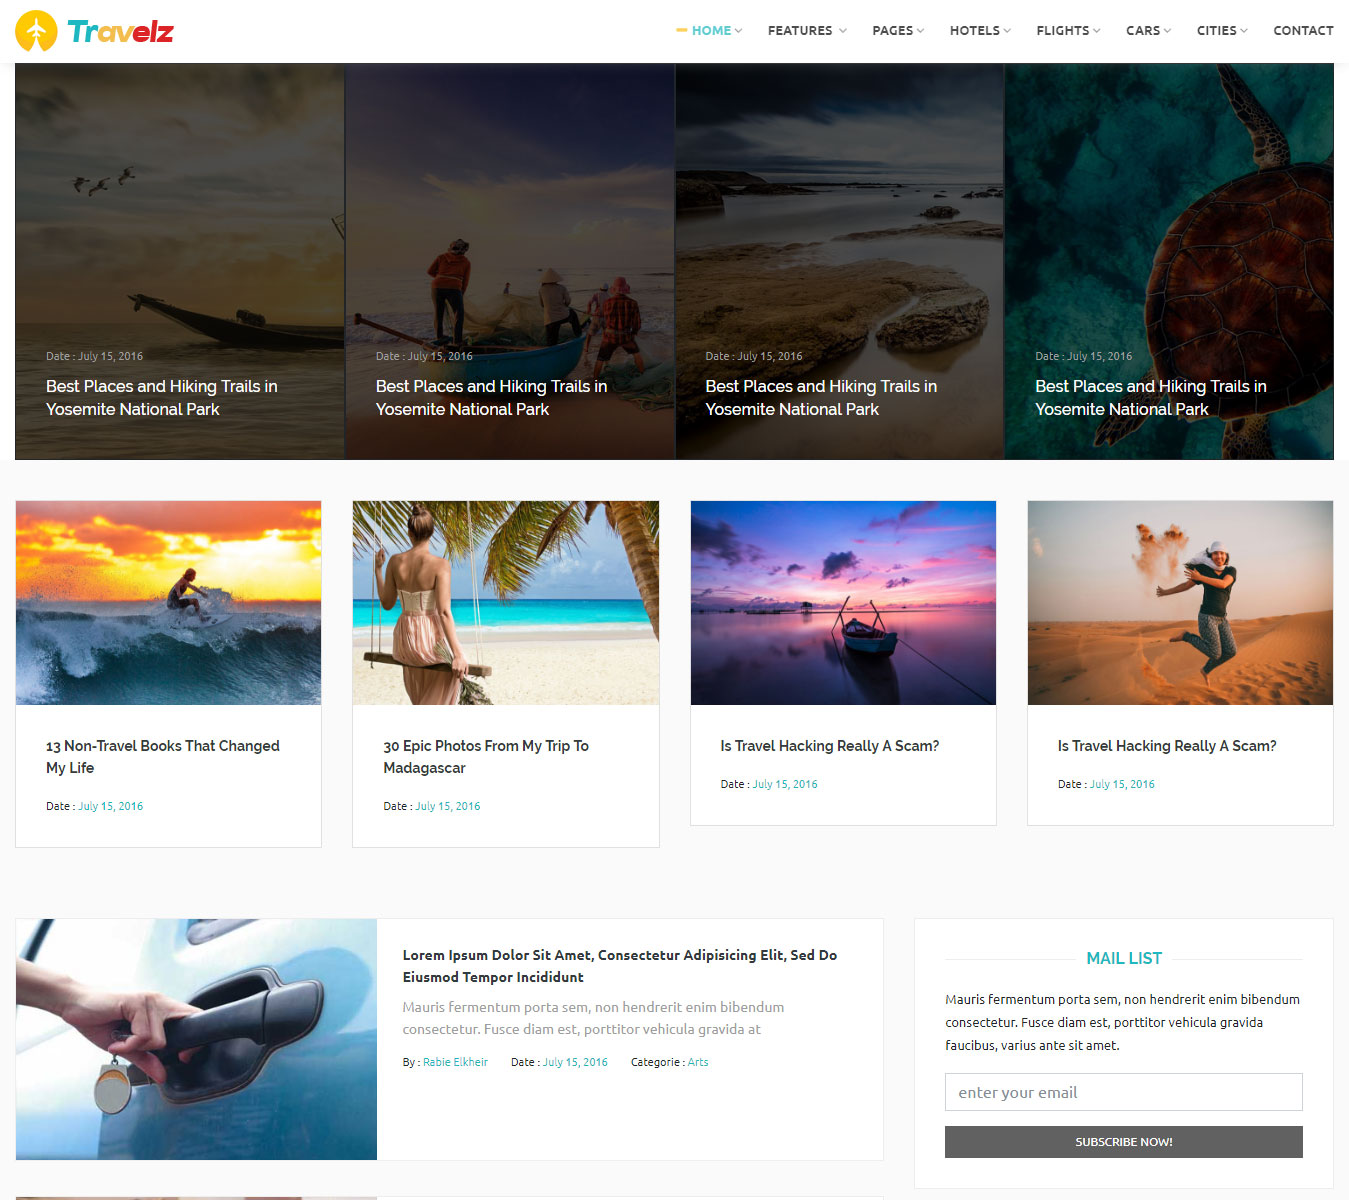 Travelz
HOME FEATURES PAGES HOTELS FLIGHTS CARS CITIES CONTACT
Date : July 15, 2016
Best Places and Hiking Trails in
Yosemite National Park
Date : July 15, 2016
Best Places and Hiking Trails in
Yosemite National Park
Date : July 15, 2016
Best Places and Hiking Trails in
Yosemite National Park
Date : July 15, 2016
Best Places and Hiking Trails in
Yosemite National Park
13 Non-Travel Books That Changed
My Life
Date : July 15, 2016
30 Epic Photos From My Trip To
Madagascar
Date : July 15, 2016
Is Travel Hacking Really A Scam?
Date : July 15, 2016
Is Travel Hacking Really A Scam?
Date : July 15, 2016
Lorem Ipsum Dolor Sit Amet, Consectetur Adipisicing Elit, Sed Do
Eiusmod Tempor Incididunt
Mauris fermentum porta sem, non hendrerit enim bibendum
consectetur. Fusce diam est, porttitor vehicula gravida at
By : Rabie Elkheir Date : July 15, 2016 Categorie : Arts
MAIL LIST
Mauris fermentum porta sem, non hendrerit enim bibendum
consectetur. Fusce diam est, porttitor vehicula gravida
faucibus, varius ante sit amet.
enter your email
SUBSCRIBE NOW!